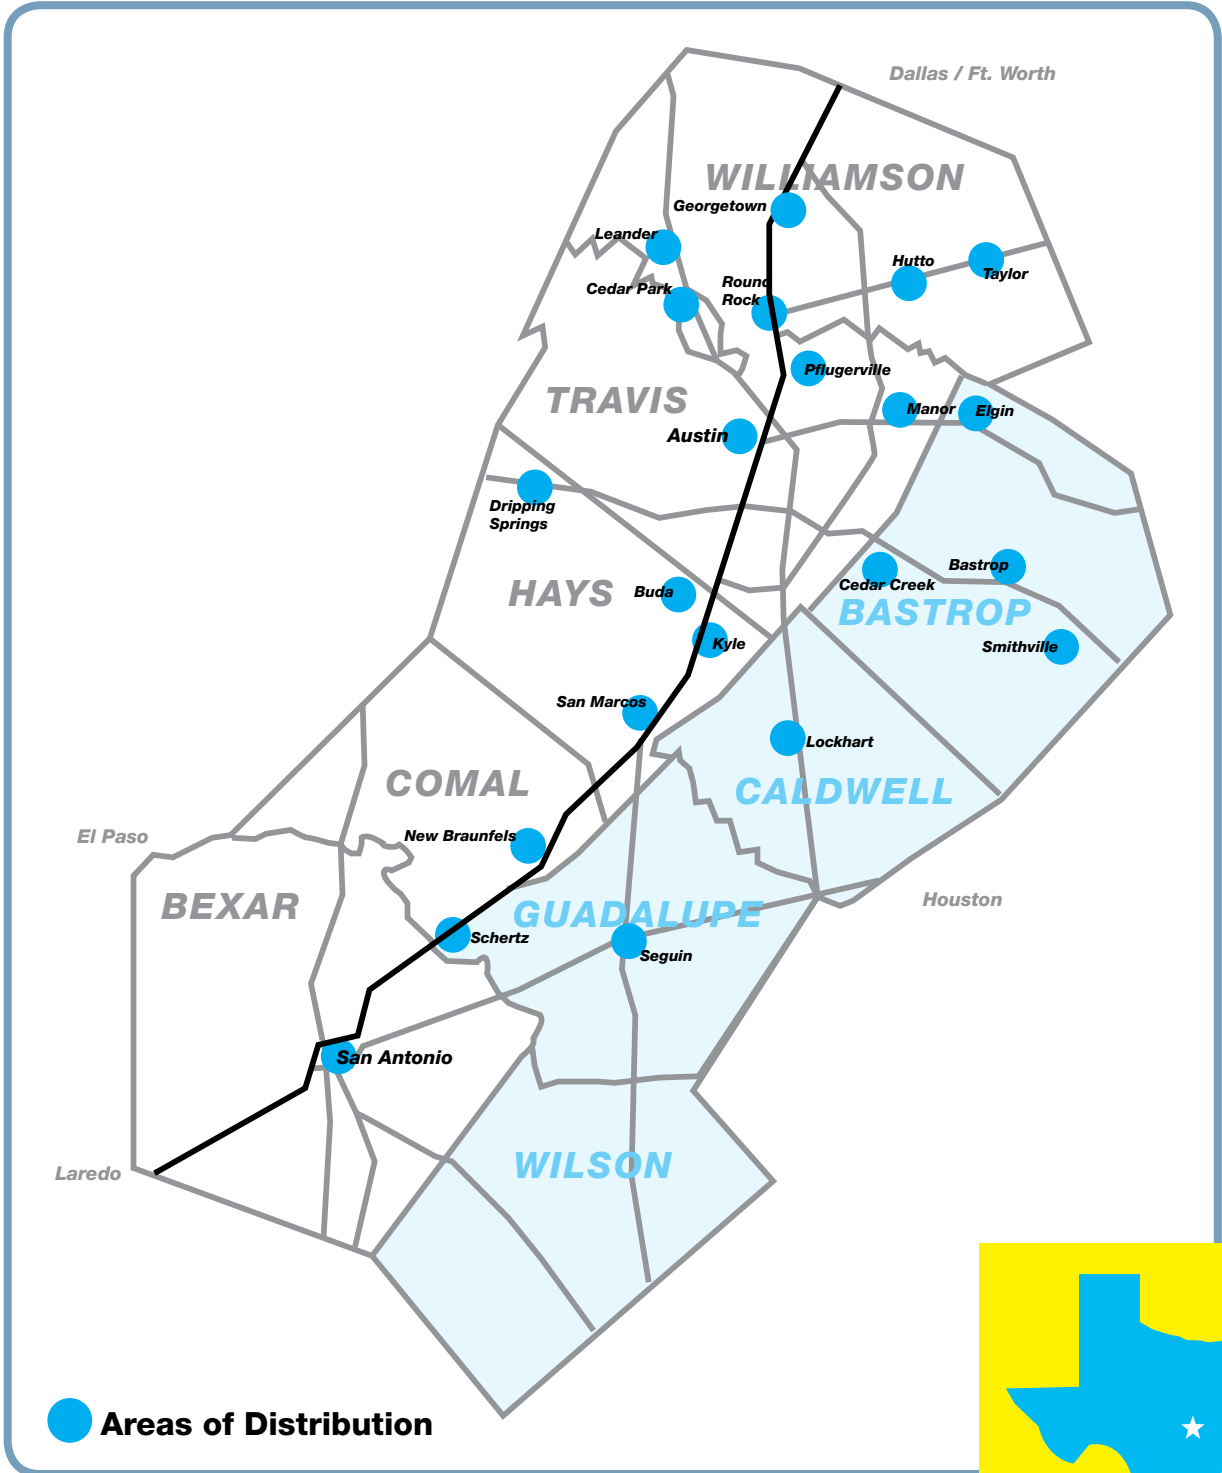 Dallas / Ft. Worth
WILLIAMSON
Georgetown
Leander
Hutto
Taylor
Cedar Park
Round
Rock
Pflugerville
TRAVIS
Manor
Elgin
Austin
Dripping
Springs
Bastrop
Cedar Creek
HAYS
Buda
BASTROP
Kyle
Smithville
San Marcos
Lockhart
COMAL
CALDWELL
El Paso
New Braunfels
BEXAR
Houston
GUADALUPE
Schertz
Seguin
San Antonio
WILSON
Laredo
Areas of Distribution